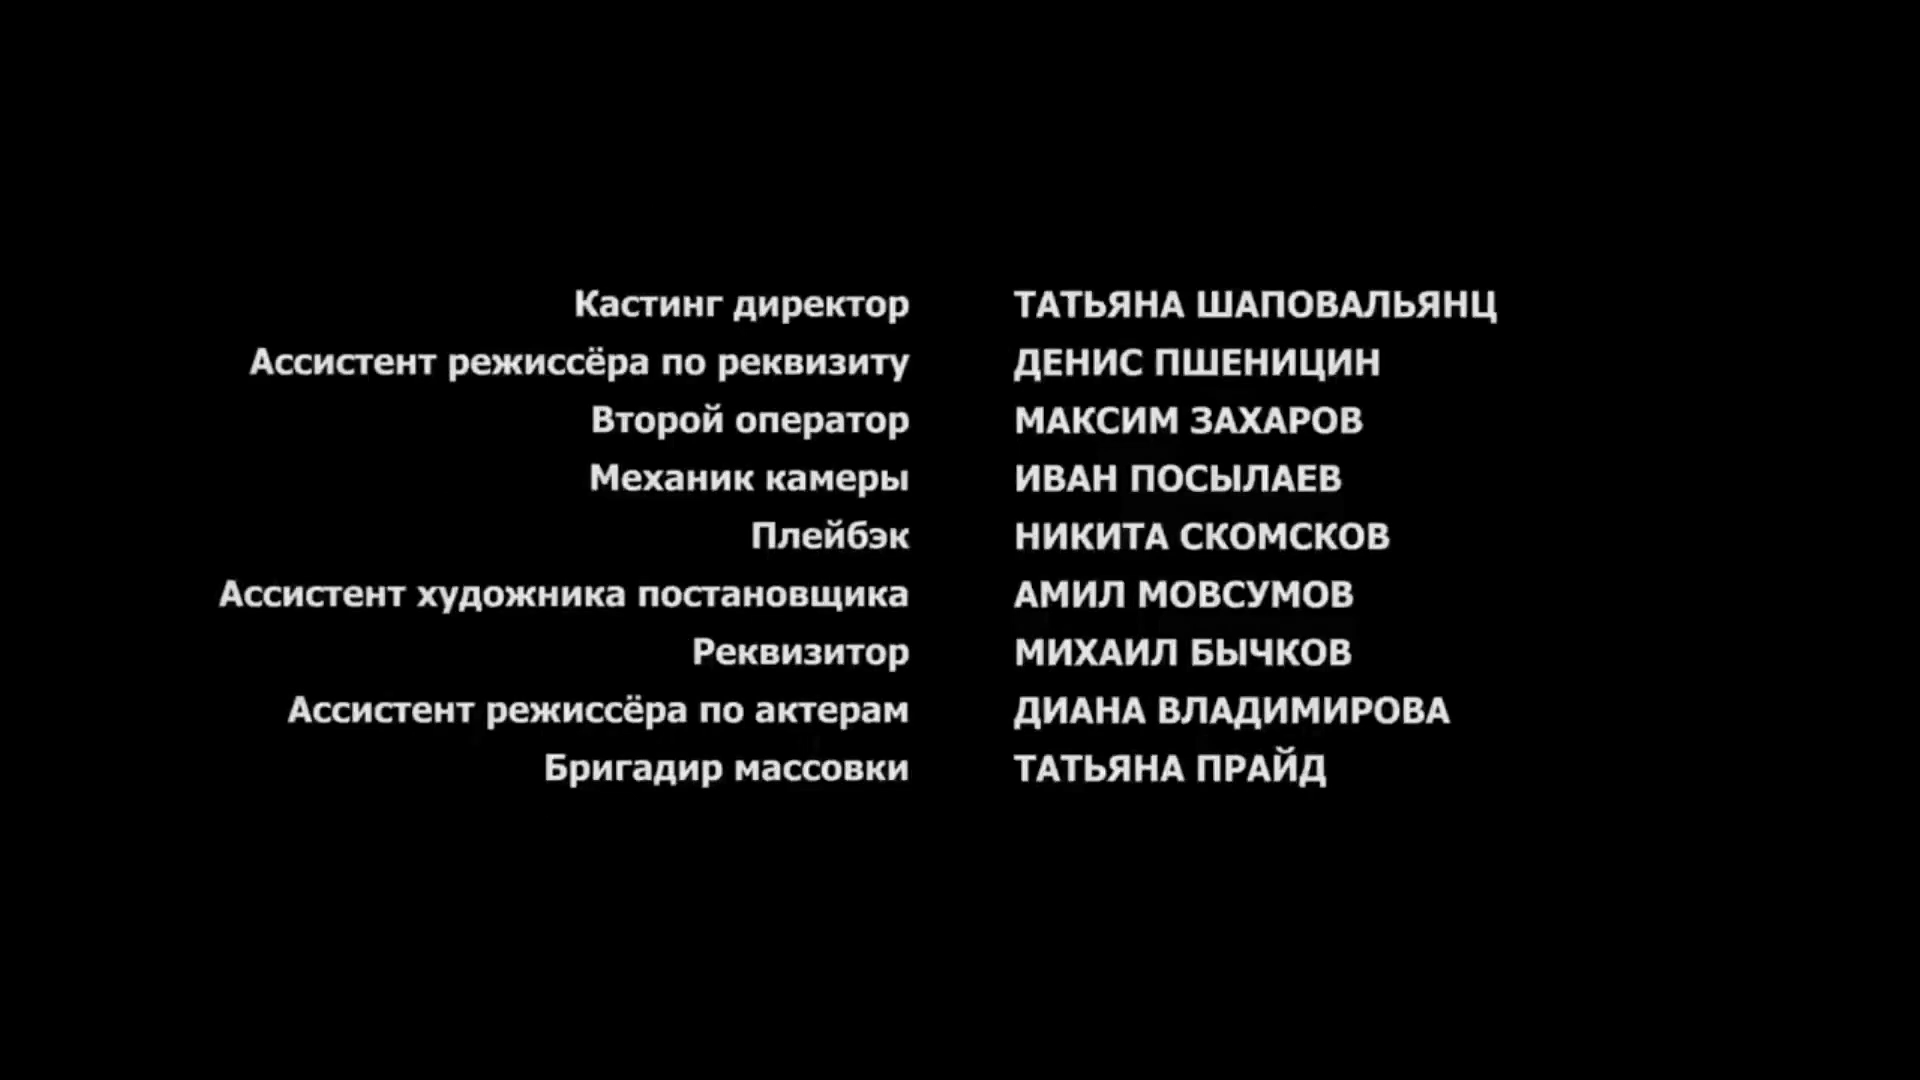 Кастинг директор ТАТЬЯНА ШАПОВАЛЬЯНЦ
Ассистент режиссёра по реквизиту ДЕНИС ПШЕНИЦИН
Второй оператор МАКСИМ ЗАХАРОВ
Механик камеры ИВАН ПОСЫЛАЕВ
Плейбэк НИКИТА СКОМСКОВ
Ассистент художника постановщика АМИЛ МОВСУМОВ
Реквизитор МИХАИЛ БЫЧКОВ
Ассистент режиссёра по актерам ДИАНА ВЛАДИМИРОВА
Бригадир массовки ТАТЬЯНА ПРАЙД